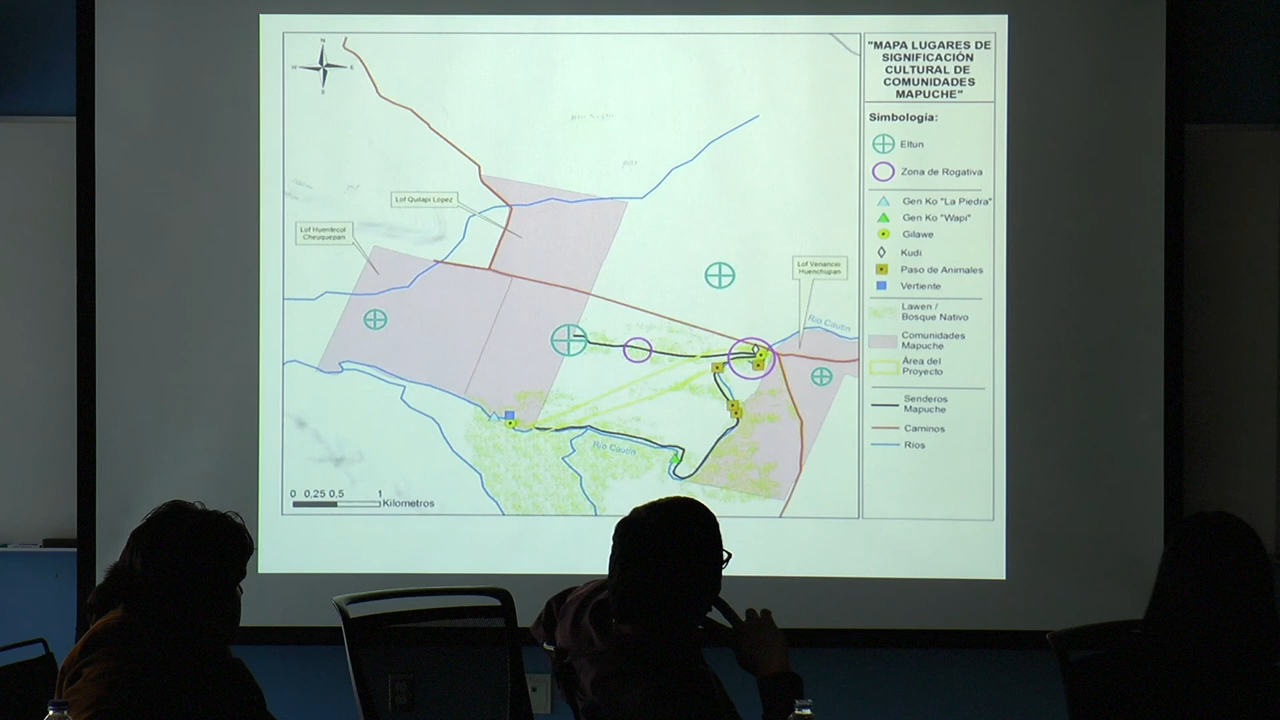 "MAPA LUGARES DE
SIGNIFICACIÓN
CULTURAL DE
COMUNIDADES
MAPUCHE"
Simbología:
Eltun
Zona de Rogativa
Gen Ko "La Piedra"
Gen Ko "Wapi"
Gilawe
Kudi
Paso de Animales
Vertiente
Lawen /
Bosque Nativo
Comunidades
Mapuche
Área del
Proyecto
Senderos
Mapuche
Caminos
Ríos
N
W
E
S
Lof Quilapi López
Lof Huentecol
Cheuquepan
Lof Venancio
Huenchupan
Río Cautín
Río Cautín
0 0,25 0,5 1
Kilometros